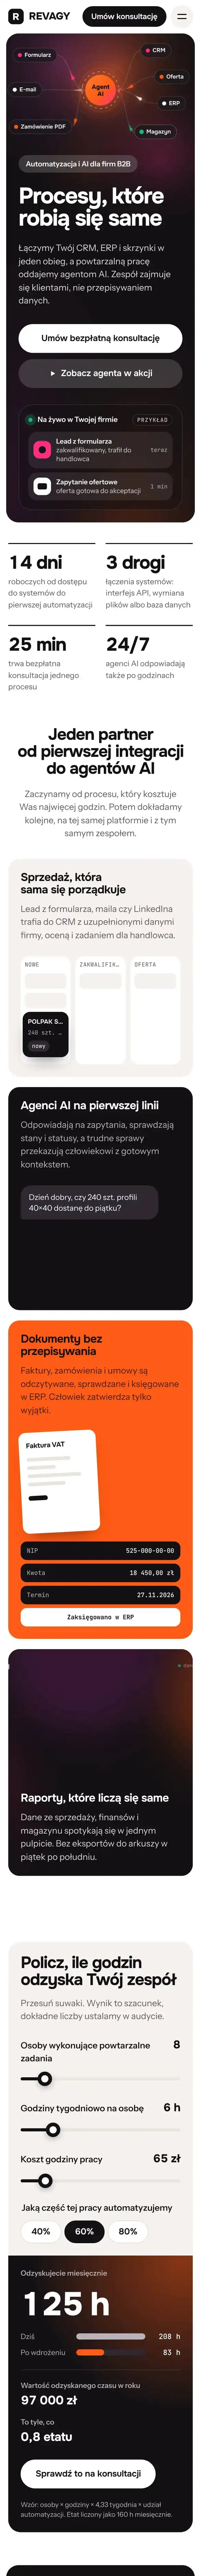 R REVAGY Umów konsultację
Formularz
CRM
Oferta
E-mail
Agent
AI
ERP
Zamówienie PDF
Magazyn
Automatyzacja i AI dla firm B2B
Procesy, które
robią się same
Łączymy Twój CRM, ERP i skrzynki w
jeden obieg, a powtarzalną pracę
oddajemy agentom AI. Zespół zajmuje
się klientami, nie przepisywaniem
danych.
Umów bezpłatną konsultację
Zobacz agenta w akcji
Na żywo w Twojej firmie PRZYKŁAD
Lead z formularza
zakwalifikowany, trafił do
handlowca
teraz
Zapytanie ofertowe
oferta gotowa do akceptacji
1 min
14 dni
roboczych od dostępu
do systemów do
pierwszej automatyzacji
3 drogi
łączenia systemów:
interfejs API, wymiana
plików albo baza danych
25 min
trwa bezpłatna
konsultacja jednego
procesu
24/7
agenci AI odpowiadają
także po godzinach
Jeden partner
od pierwszej integracji
do agentów AI
Zaczynamy od procesu, który kosztuje
Was najwięcej godzin. Potem dokładamy
kolejne, na tej samej platformie i z tym
samym zespołem.
Sprzedaż, która
sama się porządkuje
Lead z formularza, maila czy LinkedIna
trafia do CRM z uzupełnionymi danymi
firmy, oceną i zadaniem dla handlowca.
NOWE ZAKWALIFIK… OFERTA
POLPAK S…
240 szt. …
nowy
Agenci AI na pierwszej linii
Odpowiadają na zapytania, sprawdzają
stany i statusy, a trudne sprawy
przekazują człowiekowi z gotowym
kontekstem.
Dzień dobry, czy 240 szt. profili
40×40 dostanę do piątku?
Dokumenty bez
przepisywania
Faktury, zamówienia i umowy są
odczytywane, sprawdzane i księgowane
w ERP. Człowiek zatwierdza tylko
wyjątki.
Faktura VAT
NIP 525-000-00-00
Kwota 18 450,00 zł
Termin 27.11.2026
Zaksięgowano w ERP
Raporty, które liczą się same
Dane ze sprzedaży, finansów i
magazynu spotykają się w jednym
pulpicie. Bez eksportów do arkuszy w
piątek po południu.
Policz, ile godzin
odzyska Twój zespół
Przesuń suwaki. Wynik to szacunek,
dokładne liczby ustalamy w audycie.
Osoby wykonujące powtarzalne
zadania
8
Godziny tygodniowo na osobę 6 h
Koszt godziny pracy 65 zł
Jaką część tej pracy automatyzujemy
40% 60% 80%
Odzyskujecie miesięcznie
125 h
Dziś 208 h
Po wdrożeniu 83 h
Wartość odzyskanego czasu w roku
97 000 zł
To tyle, co
0,8 etatu
Sprawdź to na konsultacji
Wzór: osoby × godziny × 4,33 tygodnia × udział
automatyzacji. Etat liczony jako 160 h miesięcznie.